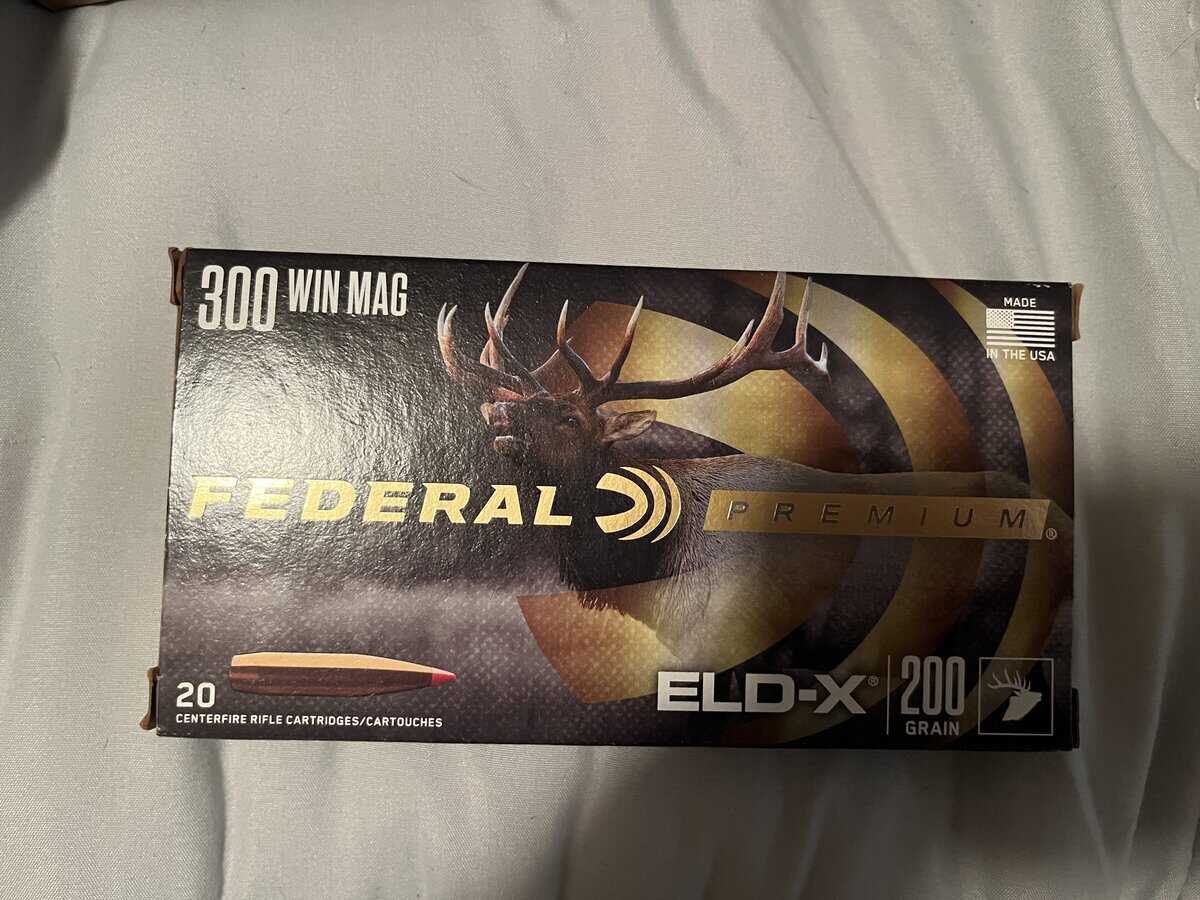 300 WIN MAG
MADE
IN THE USA
FEDERAL PREMIUM®
20
CENTERFIRE RIFLE CARTRIDGES/CARTOUCHES
ELD-X®
200
GRAIN